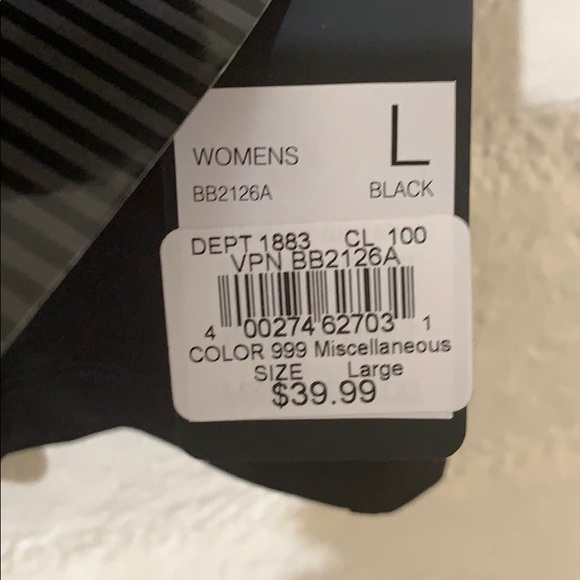 WOMENS L
BB2126A BLACK
DEPT 1883 CL 100
VPN BB2126A
4 00274 62703 1
COLOR 999 Miscellaneous
SIZE Large
$39.99